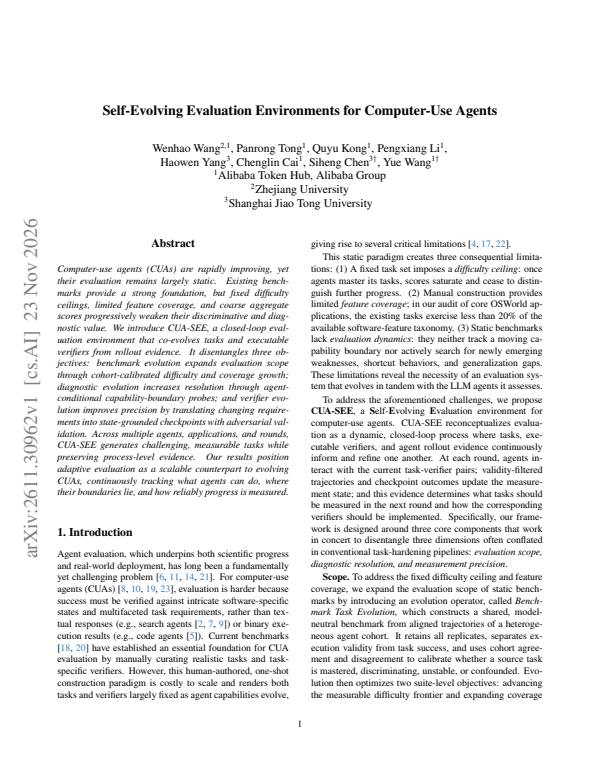 Self-Evolving Evaluation Environments for Computer-Use Agents
Wenhao Wang2,1, Panrong Tong1, Quyu Kong1, Pengxiang Li1,
Haowen Yang3, Chenglin Cai1, Siheng Chen3†, Yue Wang1†
1Alibaba Token Hub, Alibaba Group
2Zhejiang University
3Shanghai Jiao Tong University
arXiv:2611.30962v1 [cs.AI] 23 Nov 2026
Abstract
Computer-use agents (CUAs) are rapidly improving, yet
their evaluation remains largely static. Existing bench-
marks provide a strong foundation, but fixed difficulty
ceilings, limited feature coverage, and coarse aggregate
scores progressively weaken their discriminative and diag-
nostic value. We introduce CUA-SEE, a closed-loop eval-
uation environment that co-evolves tasks and executable
verifiers from rollout evidence. It disentangles three ob-
jectives: benchmark evolution expands evaluation scope
through cohort-calibrated difficulty and coverage growth;
diagnostic evolution increases resolution through agent-
conditional capability-boundary probes; and verifier evo-
lution improves precision by translating changing require-
ments into state-grounded checkpoints with adversarial val-
idation. Across multiple agents, applications, and rounds,
CUA-SEE generates challenging, measurable tasks while
preserving process-level evidence. Our results position
adaptive evaluation as a scalable counterpart to evolving
CUAs, continuously tracking what agents can do, where
their boundaries lie, and how reliably progress is measured.
1. Introduction
Agent evaluation, which underpins both scientific progress
and real-world deployment, has long been a fundamentally
yet challenging problem [6, 11, 14, 21]. For computer-use
agents (CUAs) [8, 10, 19, 23], evaluation is harder because
success must be verified against intricate software-specific
states and multifaceted task requirements, rather than tex-
tual responses (e.g., search agents [2, 7, 9]) or binary exe-
cution results (e.g., code agents [5]). Current benchmarks
[18, 20] have established an essential foundation for CUA
evaluation by manually curating realistic tasks and task-
specific verifiers. However, this human-authored, one-shot
construction paradigm is costly to scale and renders both
tasks and verifiers largely fixed as agent capabilities evolve,
giving rise to several critical limitations [4, 17, 22].
This static paradigm creates three consequential limita-
tions: (1) A fixed task set imposes a difficulty ceiling: once
agents master its tasks, scores saturate and cease to distin-
guish further progress. (2) Manual construction provides
limited feature coverage; in our audit of core OSWorld ap-
plications, the existing tasks exercise less than 20% of the
available software-feature taxonomy. (3) Static benchmarks
lack evaluation dynamics: they neither track a moving ca-
pability boundary nor actively search for newly emerging
weaknesses, shortcut behaviors, and generalization gaps.
These limitations reveal the necessity of an evaluation sys-
tem that evolves in tandem with the LLM agents it assesses.
To address the aforementioned challenges, we propose
CUA-SEE, a Self-Evolving Evaluation environment for
computer-use agents. CUA-SEE reconceptualizes evalua-
tion as a dynamic, closed-loop process where tasks, exe-
cutable verifiers, and agent rollout evidence continuously
inform and refine one another. At each round, agents in-
teract with the current task-verifier pairs; validity-filtered
trajectories and checkpoint outcomes update the measure-
ment state; and this evidence determines what tasks should
be measured in the next round and how the corresponding
verifiers should be implemented. Specifically, our frame-
work is designed around three core components that work
in concert to disentangle three dimensions often conflated
in conventional task-hardening pipelines: evaluation scope,
diagnostic resolution, and measurement precision.
Scope. To address the fixed difficulty ceiling and feature
coverage, we expand the evaluation scope of static bench-
marks by introducing an evolution operator, called Bench-
mark Task Evolution, which constructs a shared, model-
neutral benchmark from aligned trajectories of a heteroge-
neous agent cohort. It retains all replicates, separates ex-
ecution validity from task success, and uses cohort agree-
ment and disagreement to calibrate whether a source task
is mastered, discriminating, unstable, or confounded. Evo-
lution then optimizes two suite-level objectives: advancing
the measurable difficulty frontier and expanding coverage
1